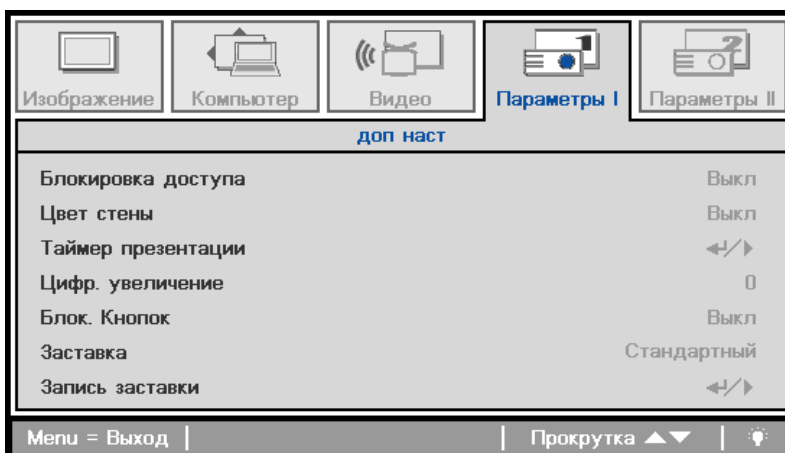 Изображение Компьютер Видео Параметры I Параметры II
доп наст
Блокировка доступа Выкл
Цвет стены Выкл
Таймер презентации
Цифр. увеличение 0
Блок. Кнопок Выкл
Заставка Стандартный
Запись заставки
Menu = Выход Прокрутка